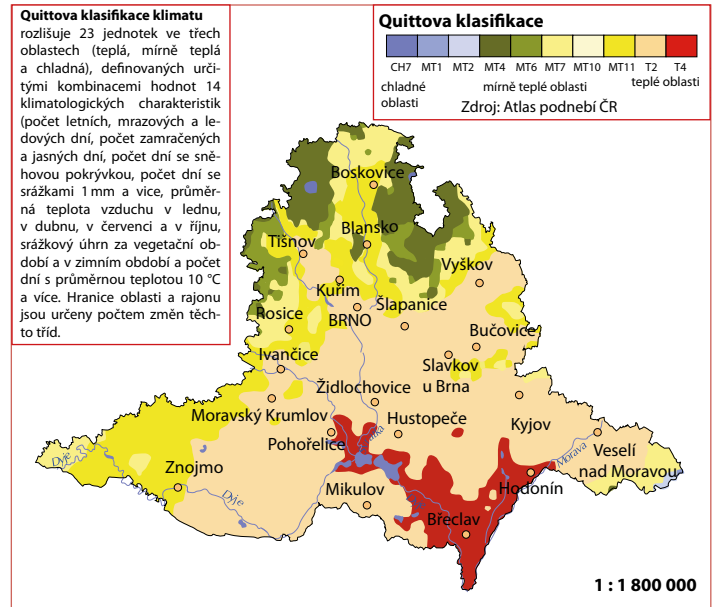 Quittova klasifikace klimatu
rozlišuje 23 jednotek ve třech
oblastech (teplá, mírně teplá
a chladná), definovaných urči-
tými kombinacemi hodnot 14
klimatologických charakteristik
(počet letních, mrazových a le-
dových dní, počet zamračených
a jasných dní, počet dní se sně-
hovou pokrývkou, počet dní se
srážkami 1 mm a vice, průměr-
ná teplota vzduchu v lednu,
v dubnu, v červenci a v říjnu,
srážkový úhrn za vegetační ob-
dobí a v zimním období a počet
dní s průměrnou teplotou 10 °C
a více. Hranice oblasti a rajonu
jsou určeny počtem změn těch-
to tříd.
Quittova klasifikace
CH7 MT1 MT2 MT4 MT6 MT7 MT10 MT11 T2 T4
chladné oblasti
mírně teplé oblasti
teplé oblasti
Zdroj: Atlas podnebí ČR
Boskovice
Blansko
Tišnov
Vyškov
Kuřim
Šlapanice
Rosice
BRNO
Bučovice
Ivančice
Slavkov
u Brna
Židlochovice
Moravský Krumlov
Hustopeče
Kyjov
Pohořelice
Veselí
nad Moravou
Morava
Dyje
Znojmo
Dyje
Mikulov
Hodonín
Břeclav
1 : 1 800 000